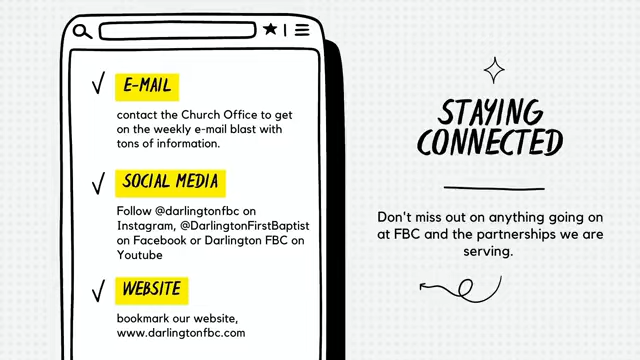 E-MAIL
contact the Church Office to get
on the weekly e-mail blast with
tons of information.
SOCIAL MEDIA
Follow @darlingtonfbc on
Instagram, @DarlingtonFirstBaptist
on Facebook or Darlington FBC on
Youtube
WEBSITE
bookmark our website,
www.darlingtonfbc.com
STAYING
CONNECTED
Don't miss out on anything going on
at FBC and the partnerships we are
serving.